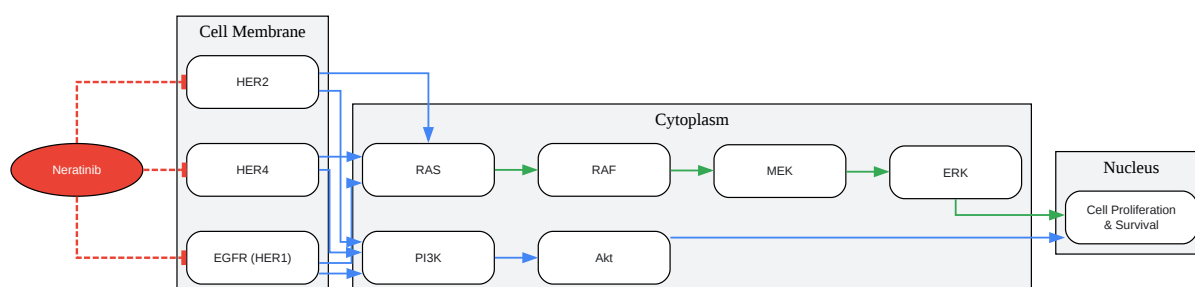 Cell Membrane
HER2
Cytoplasm
Neratinib
HER4
RAS
RAF
MEK
ERK
Nucleus
Cell Proliferation
& Survival
EGFR (HER1)
PI3K
Akt